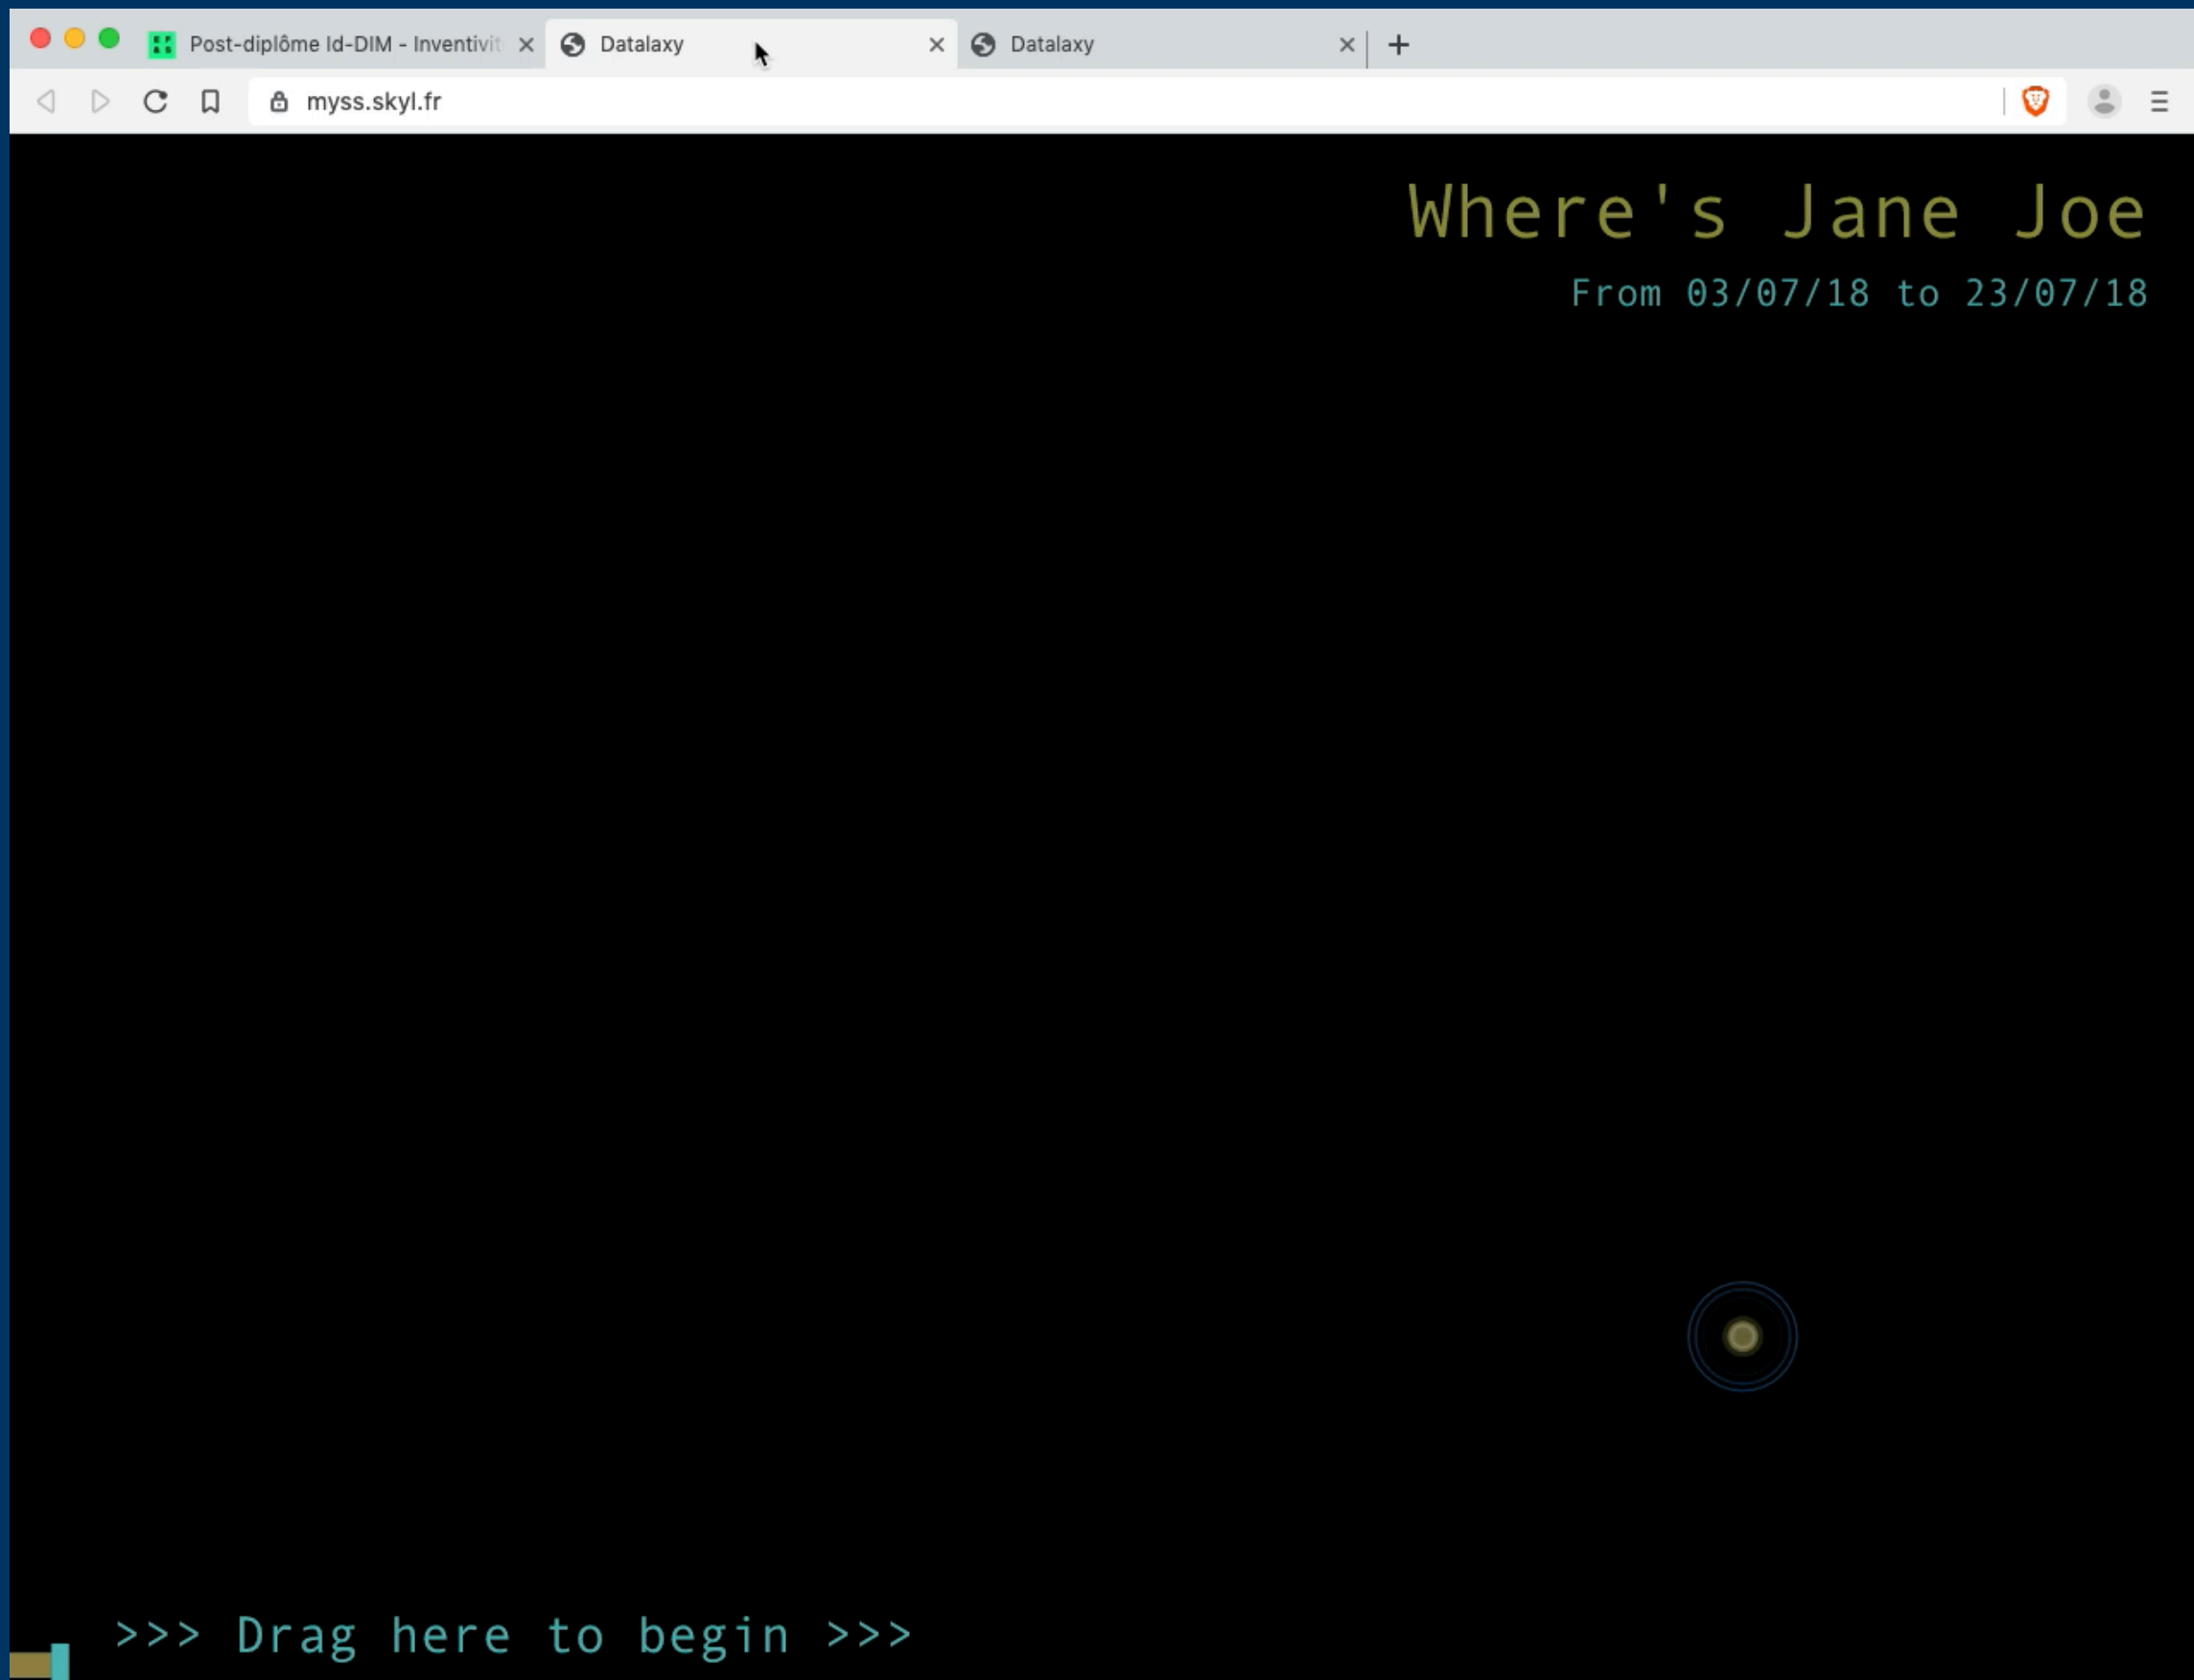 Post-diplôme Id-DIM - Inventivit
Datalaxy
Datalaxy
myss.skyl.fr
Where's Jane Joe
From 03/07/18 to 23/07/18
>>> Drag here to begin >>>